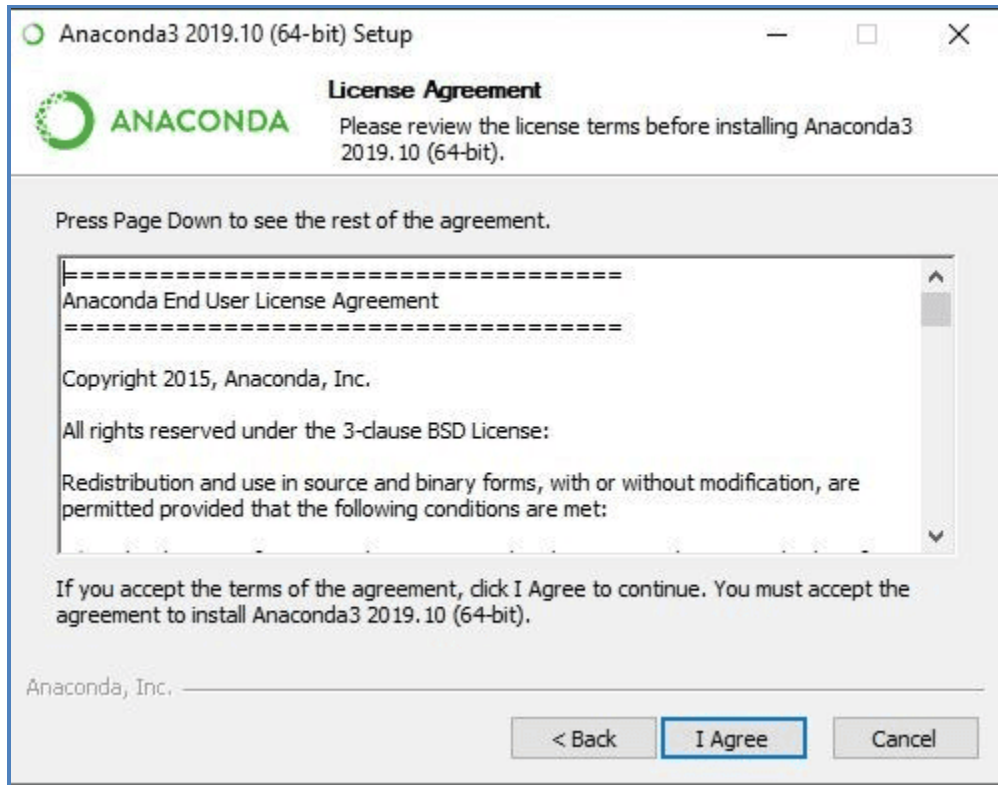 Anaconda3 2019.10 (64-bit) Setup
ANACONDA
License Agreement
Please review the license terms before installing Anaconda3
2019.10 (64-bit).
Press Page Down to see the rest of the agreement.
===================================
Anaconda End User License Agreement
===================================
Copyright 2015, Anaconda, Inc.
All rights reserved under the 3-clause BSD License:
Redistribution and use in source and binary forms, with or without modification, are
permitted provided that the following conditions are met:
If you accept the terms of the agreement, click I Agree to continue. You must accept the
agreement to install Anaconda3 2019.10 (64-bit).
Anaconda, Inc.
< Back
I Agree
Cancel